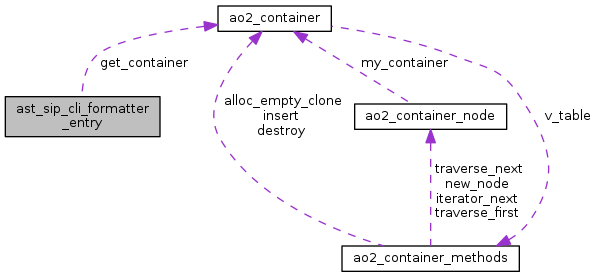 ao2_container
get_container
my_container
ast_sip_cli_formatter
_entry
alloc_empty_clone
insert
destroy
ao2_container_node
v_table
traverse_next
new_node
iterator_next
traverse_first
ao2_container_methods